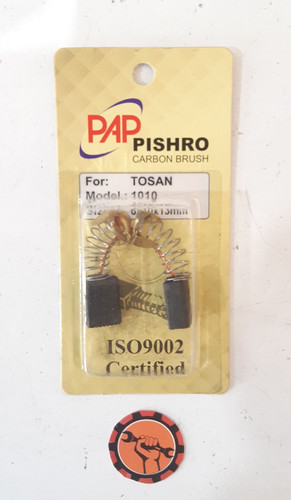 PAP PISHRO
CARBON BRUSH
For: TOSAN
Model.: 1010
ISO9002
Certified